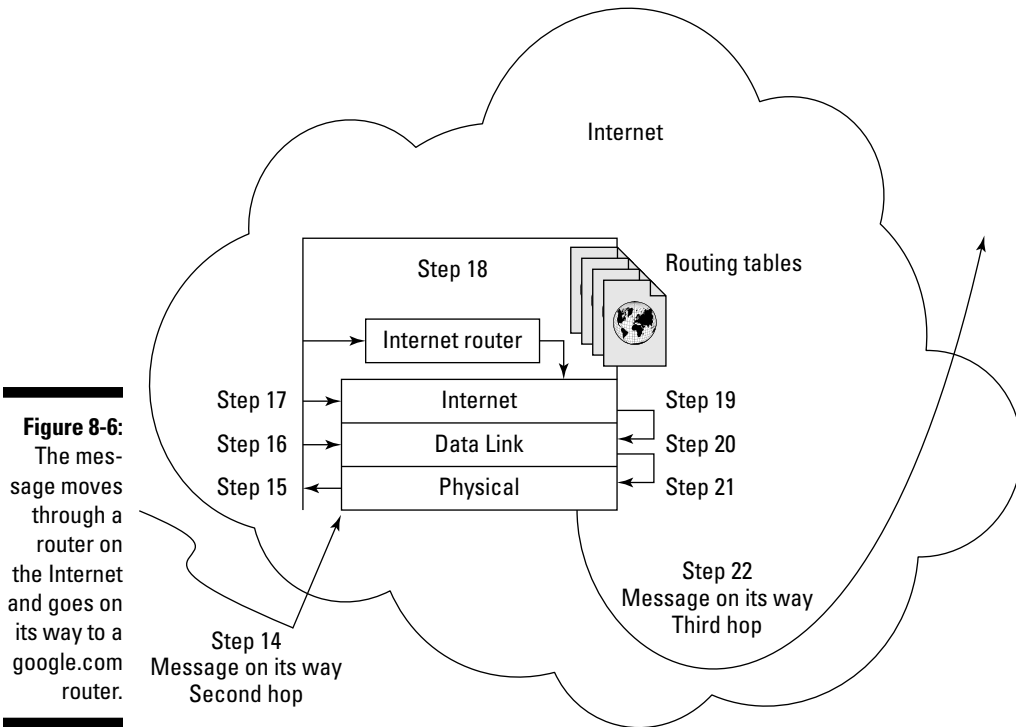 Internet
Step 18
Routing tables
Internet router
Step 17
Internet
Step 19
Step 16
Data Link
Step 20
Step 15
Physical
Step 21
Step 14
Message on its way
Second hop
Step 22
Message on its way
Third hop
Figure 8-6:
The mes-
sage moves
through a
router on
the Internet
and goes on
its way to a
google.com
router.